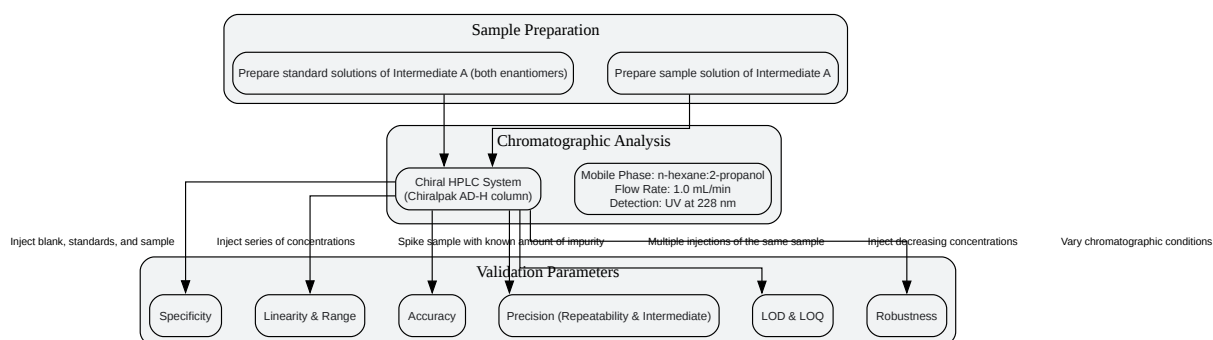 Sample Preparation
Prepare standard solutions of Intermediate A (both enantiomers)
Prepare sample solution of Intermediate A
Chromatographic Analysis
Chiral HPLC System
(Chiralpak AD-H column)
Mobile Phase: n-hexane:2-propanol
Flow Rate: 1.0 mL/min
Detection: UV at 228 nm
Inject blank, standards, and sample
Inject series of concentrations
Spike sample with known amount of impurity
Multiple injections of the same sample
Inject decreasing concentrations
Vary chromatographic conditions
Validation Parameters
Specificity
Linearity & Range
Accuracy
Precision (Repeatability & Intermediate)
LOD & LOQ
Robustness